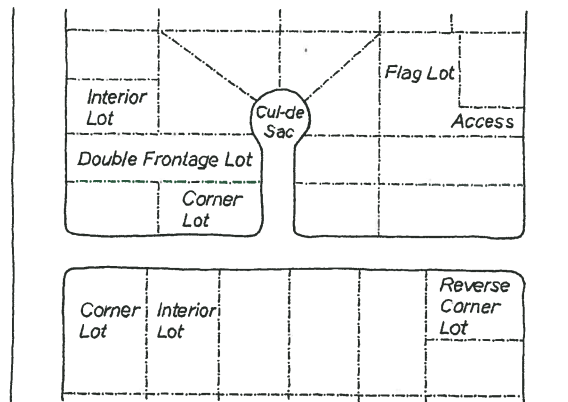 Flag Lot
Interior
Lot
Cul-de
Sac
Access
Double Frontage Lot
Corner
Lot
Reverse
Corner
Lot
Corner
Lot
Interior
Lot